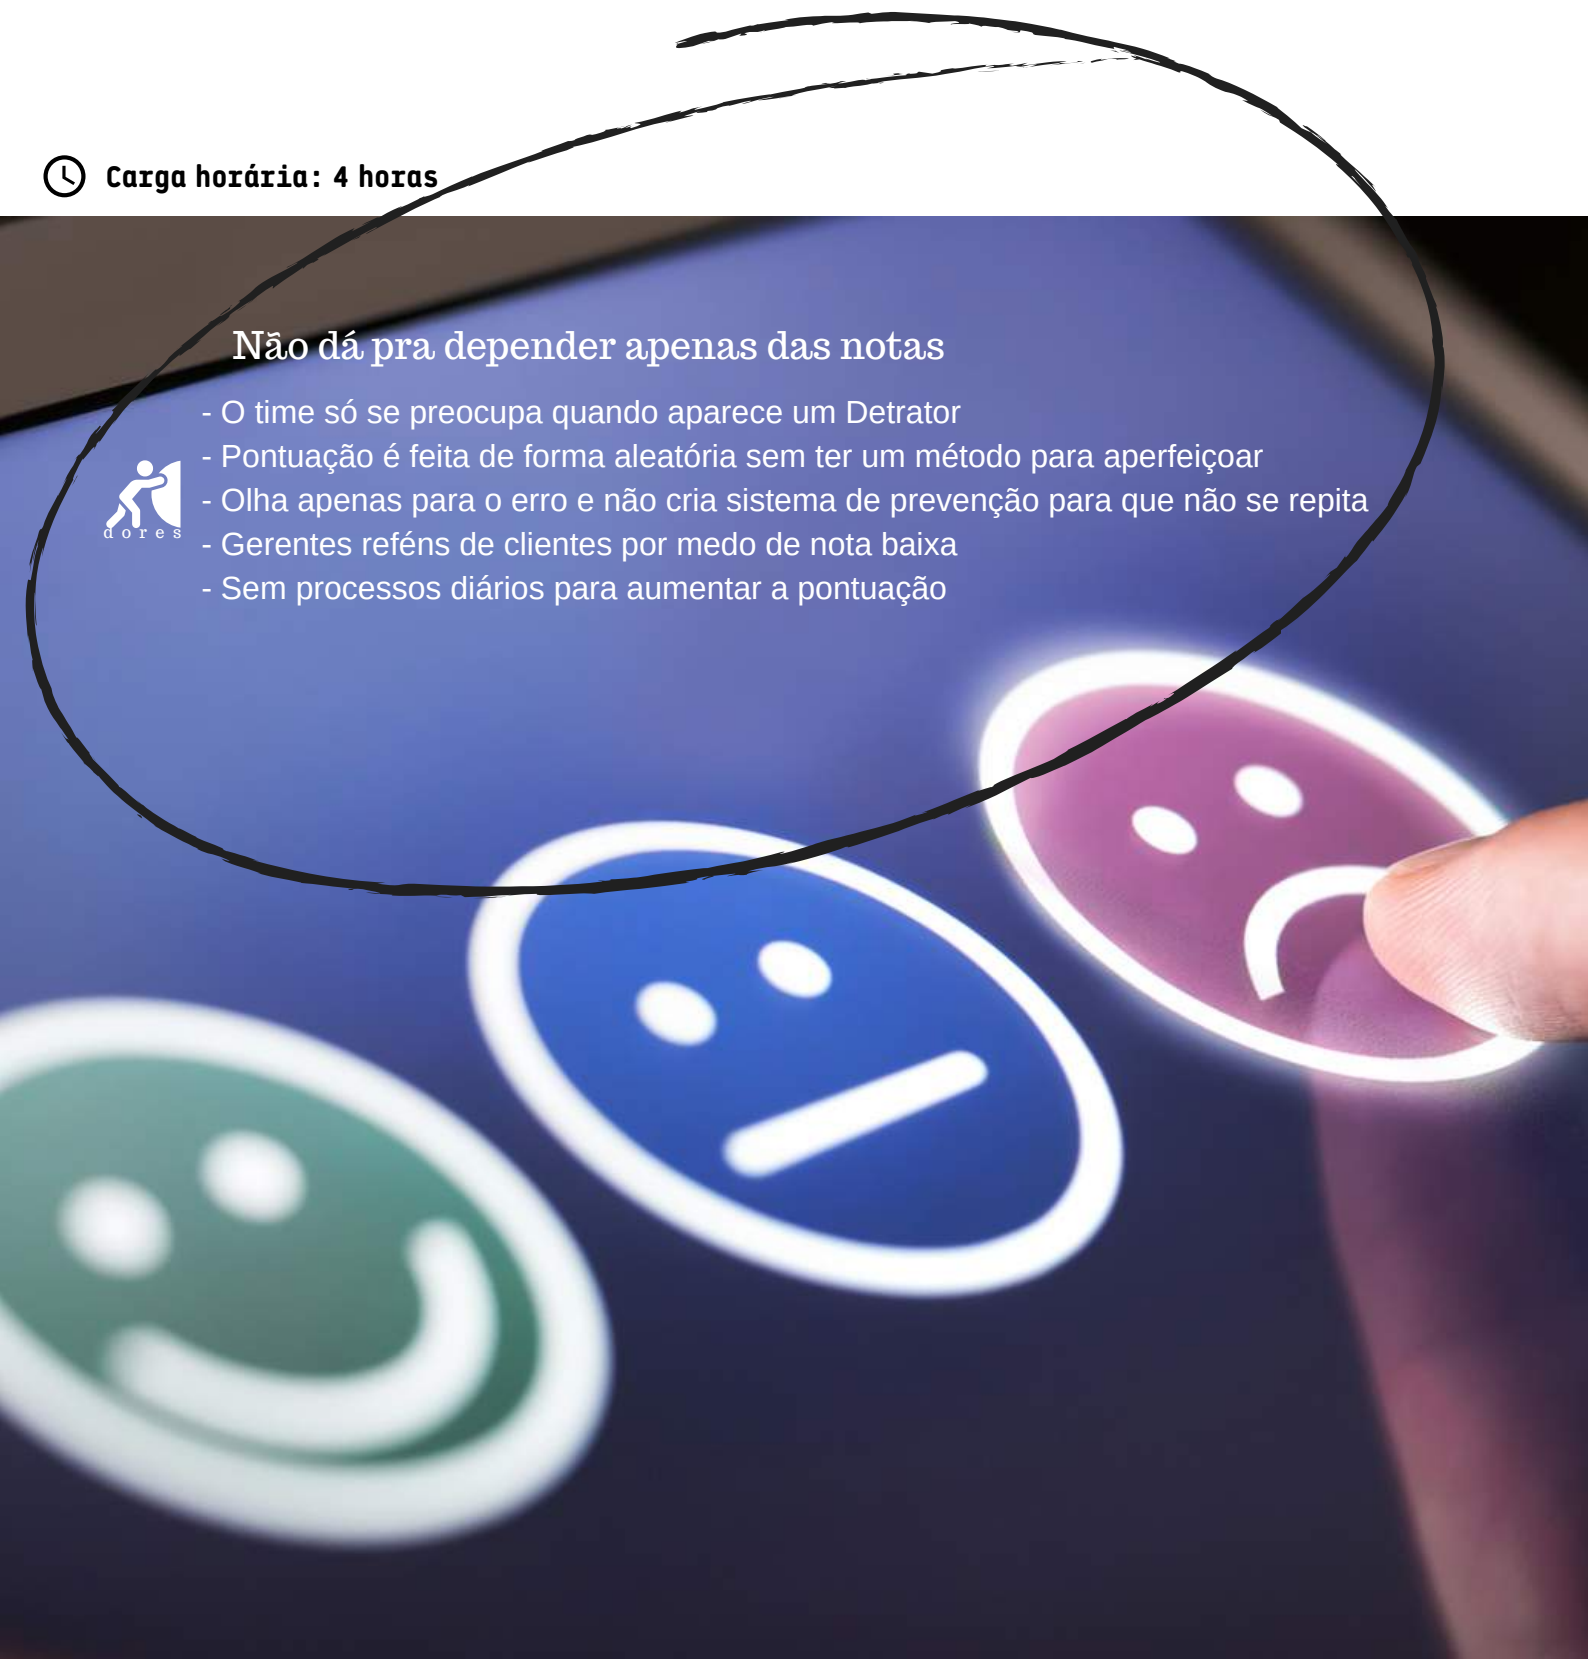 Carga horária: 4 horas
Não dá pra depender apenas das notas
- O time só se preocupa quando aparece um Detrator
- Pontuação é feita de forma aleatória sem ter um método para aperfeiçoar
- Olha apenas para o erro e não cria sistema de prevenção para que não se repita
- Gerentes reféns de clientes por medo de nota baixa
- Sem processos diários para aumentar a pontuação
dores